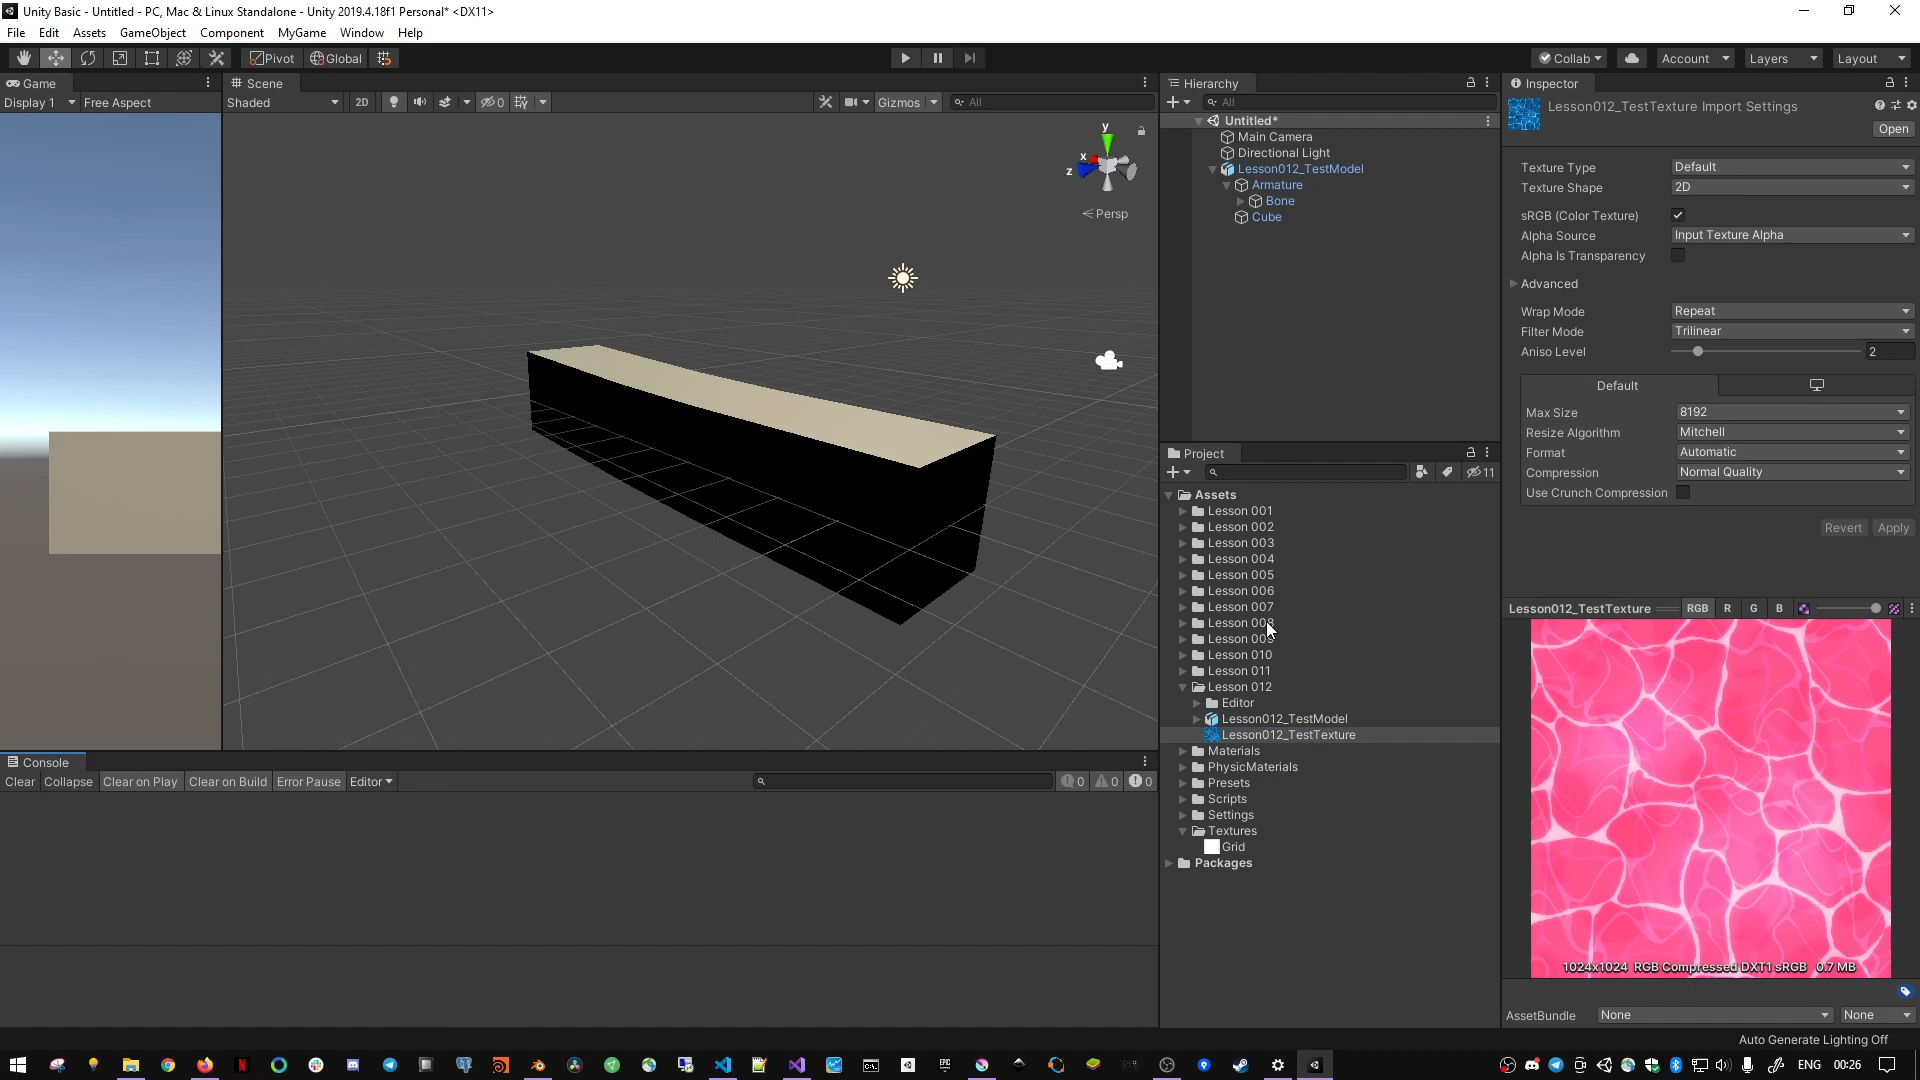 Unity Basic - Untitled - PC, Mac & Linux Standalone - Unity 2019.4.18f1 Personal* <DX11>
File Edit Assets GameObject Component MyGame Window Help
Pivot Global Collab Account Layers Layout
Game
Display 1 Free Aspect
Scene
Shaded 2D 0 Gizmos All
y
x
z
Persp
Hierarchy
All
Untitled*
Main Camera
Directional Light
Lesson012_TestModel
Armature
Bone
Cube
Project
11
Assets
Lesson 001
Lesson 002
Lesson 003
Lesson 004
Lesson 005
Lesson 006
Lesson 007
Lesson 008
Lesson 009
Lesson 010
Lesson 011
Lesson 012
Editor
Lesson012_TestModel
Lesson012_TestTexture
Materials
PhysicMaterials
Presets
Scripts
Settings
Textures
Grid
Packages
Inspector
Lesson012_TestTexture Import Settings
Open
Texture Type Default
Texture Shape 2D
sRGB (Color Texture)
Alpha Source Input Texture Alpha
Alpha Is Transparency
Advanced
Wrap Mode Repeat
Filter Mode Trilinear
Aniso Level 2
Default
Max Size 8192
Resize Algorithm Mitchell
Format Automatic
Compression Normal Quality
Use Crunch Compression
Revert Apply
Lesson012_TestTexture RGB R G B
1024x1024 RGB Compressed DXT1 sRGB 0.7 MB
AssetBundle None None
Console
Clear Collapse Clear on Play Clear on Build Error Pause Editor 0 0 0
Auto Generate Lighting Off
ENG 00:26